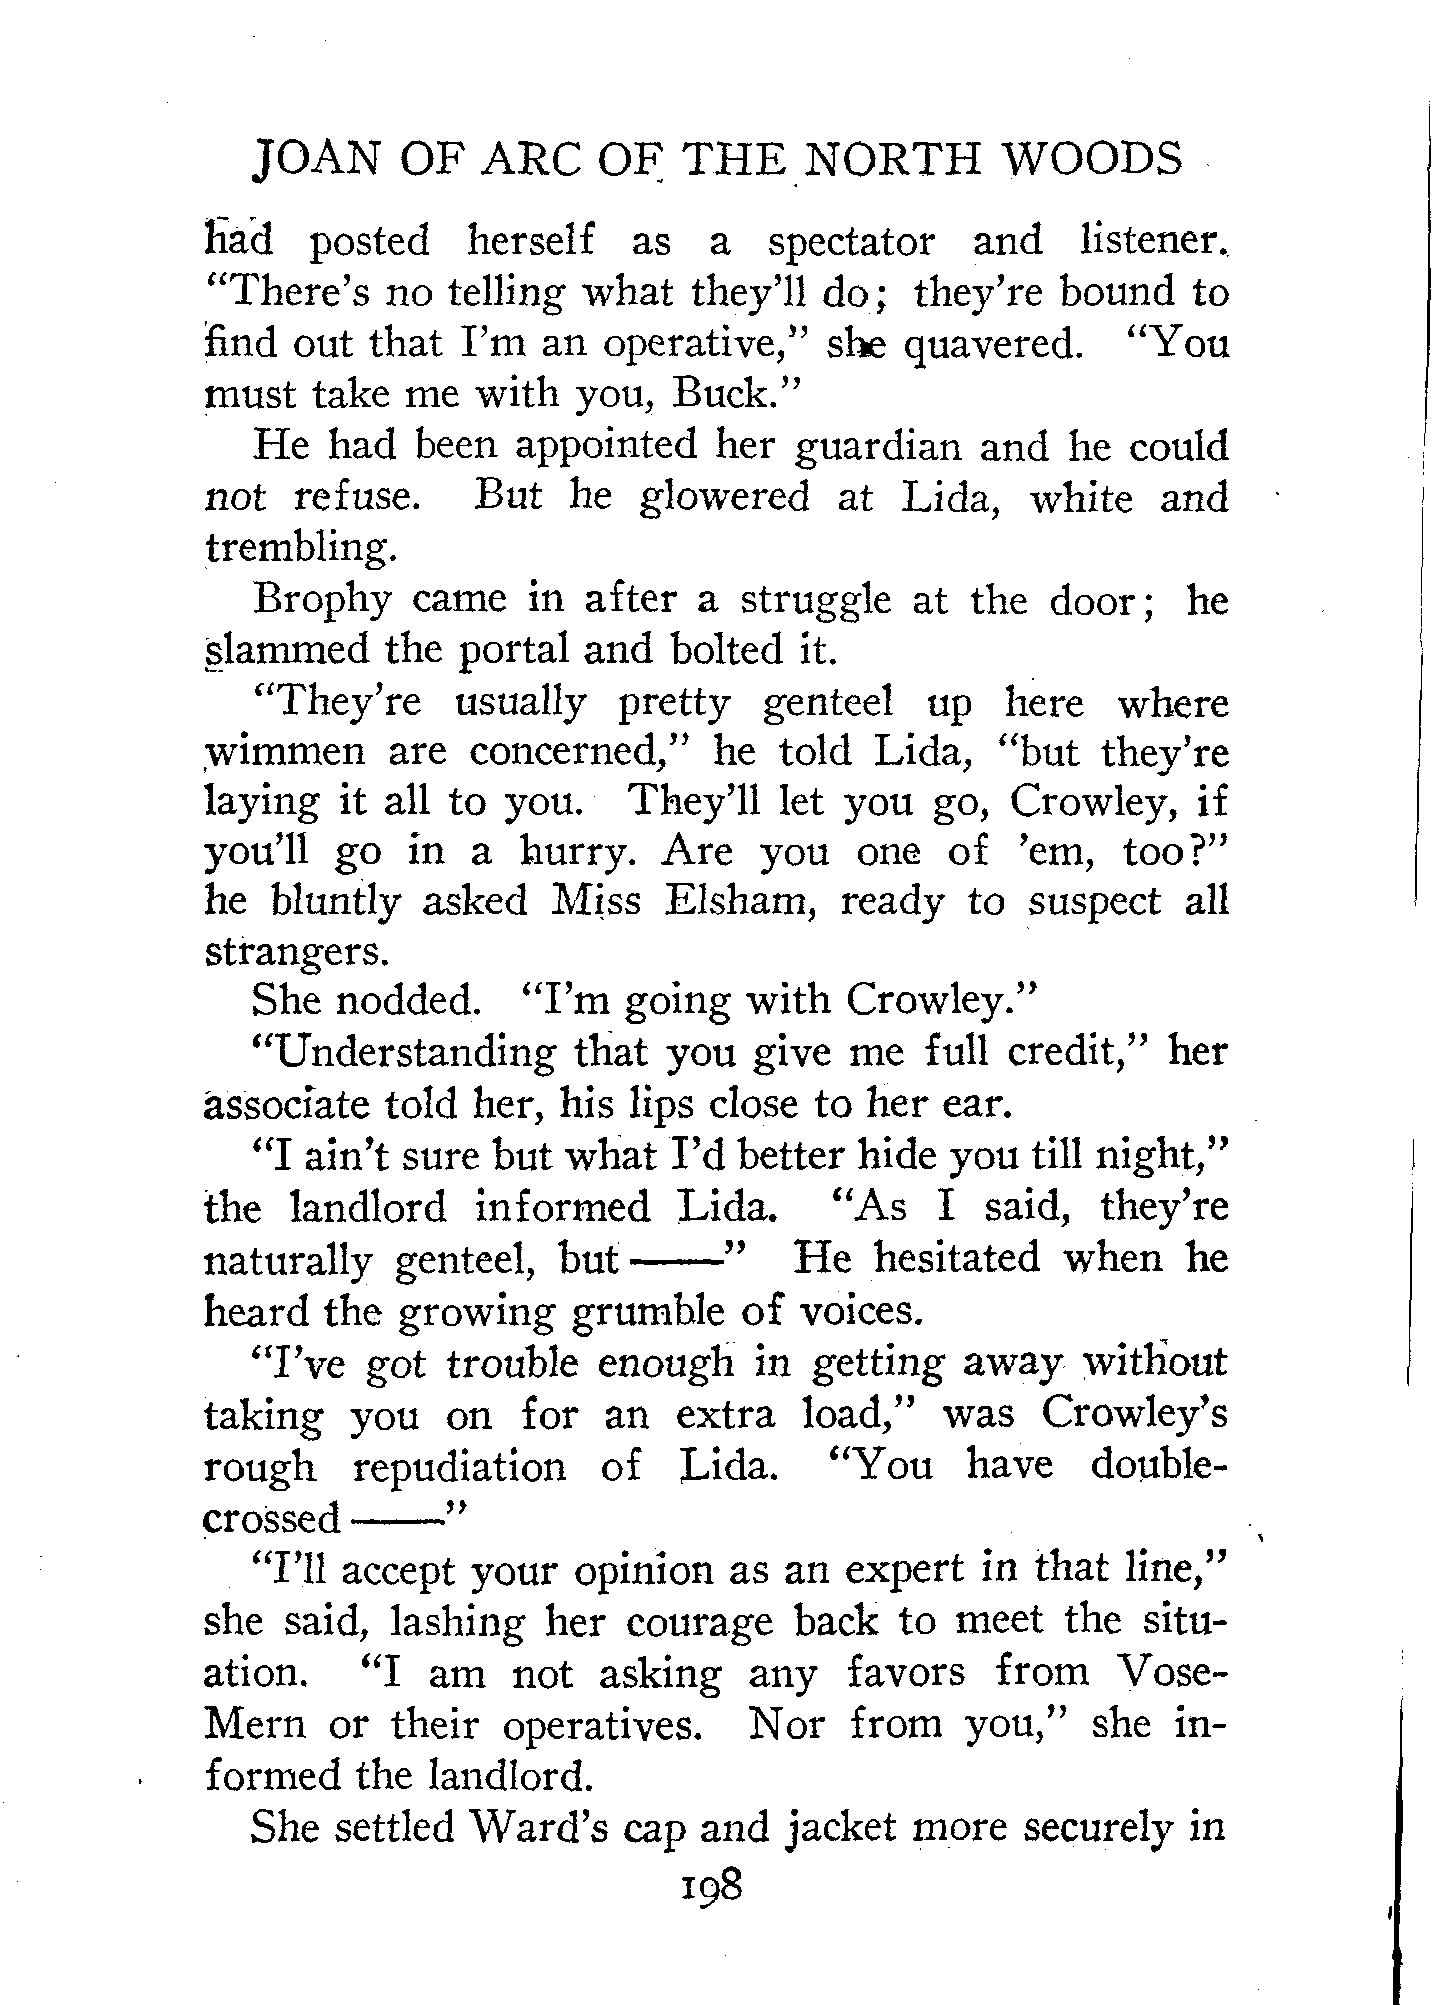 JOAN OF ARC OF THE NORTH WOODS
had posted herself as a spectator and listener.
“There’s no telling what they’ll do; they’re bound to
find out that I’m an operative,” she quavered. “You
must take me with you, Buck.”
He had been appointed her guardian and he could
not refuse. But he glowered at Lida, white and
trembling.
Brophy came in after a struggle at the door; he
slammed the portal and bolted it.
“They’re usually pretty genteel up here where
wimmen are concerned,” he told Lida, “but they’re
laying it all to you. They’ll let you go, Crowley, if
you’ll go in a hurry. Are you one of ’em, too?”
he bluntly asked Miss Elsham, ready to suspect all
strangers.
She nodded. “I’m going with Crowley.”
“Understanding that you give me full credit,” her
associate told her, his lips close to her ear.
“I ain’t sure but what I’d better hide you till night,”
the landlord informed Lida. “As I said, they’re
naturally genteel, but——” He hesitated when he
heard the growing grumble of voices.
“I’ve got trouble enough in getting away without
taking you on for an extra load,” was Crowley’s
rough repudiation of Lida. “You have double-
crossed——”
“I’ll accept your opinion as an expert in that line,”
she said, lashing her courage back to meet the situ-
ation. “I am not asking any favors from Vose-
Mern or their operatives. Nor from you,” she in-
formed the landlord.
She settled Ward’s cap and jacket more securely in
198